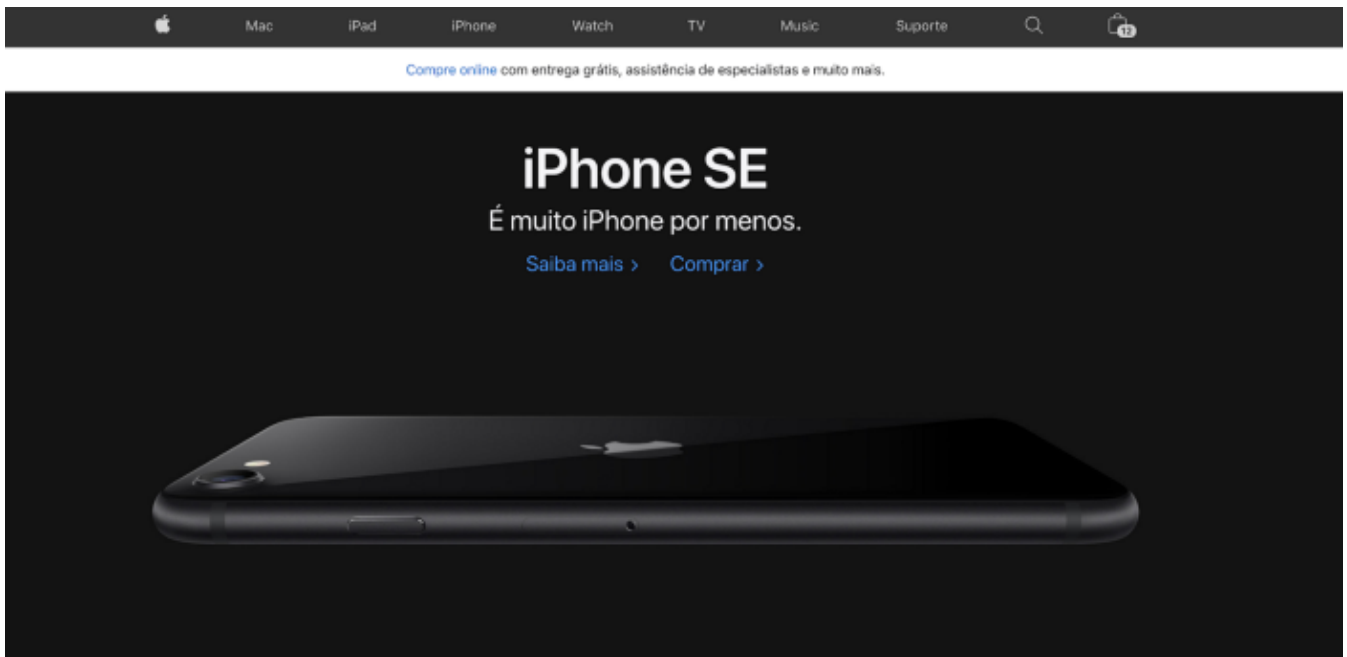 Mac iPad iPhone Watch TV Music Suporte 12
Compre online com entrega grátis, assistência de especialistas e muito mais.
iPhone SE
É muito iPhone por menos.
Saiba mais > Comprar >